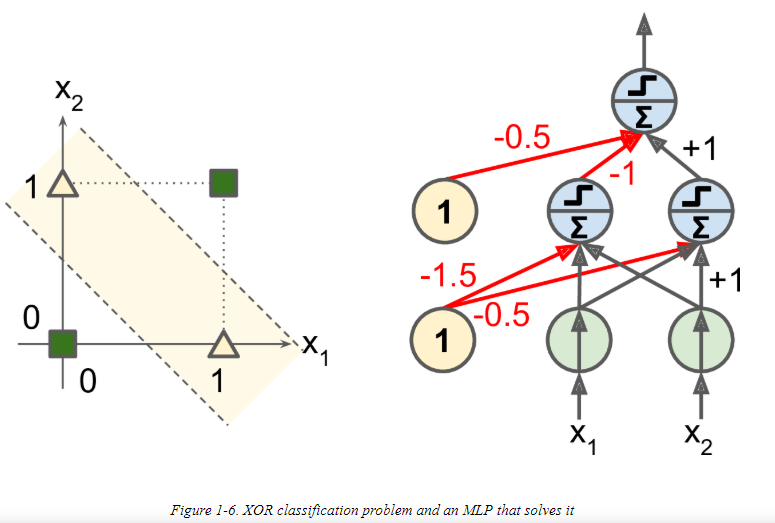 x2
1
0
0
1
x1
Σ
-0.5
+1
-1
1
Σ
Σ
-1.5
-0.5
+1
1
x1
x2
Figure 1-6. XOR classification problem and an MLP that solves it